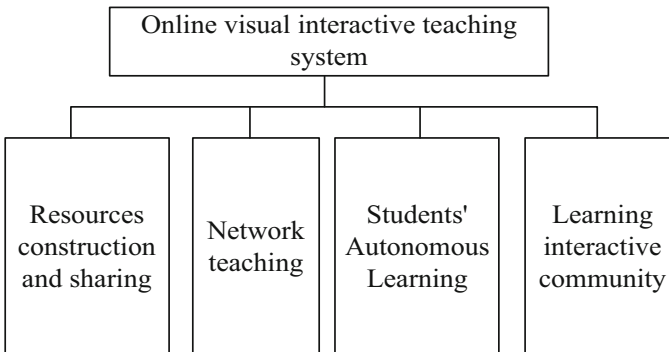 Online visual interactive teaching
system
Resources
construction
and sharing
Network
teaching
Students'
Autonomous
Learning
Learning
interactive
community